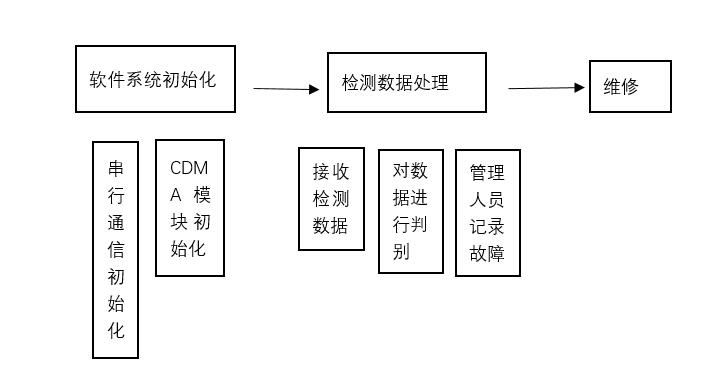 软件系统初始化
检测数据处理
维修
串
行
通
信
初
始
化
CDM
A 模
块初
始化
接收
检测
数据
对数
据进
行判
别
管理
人员
记录
故障